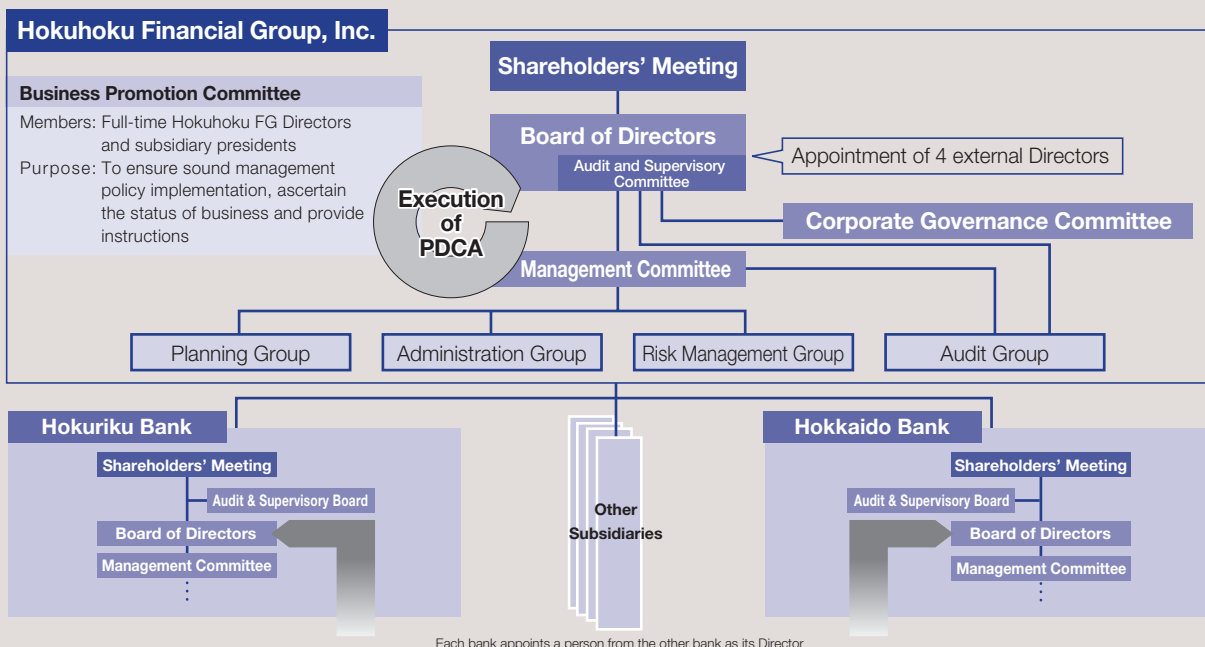 Hokuhoku Financial Group, Inc.
Business Promotion Committee
Members: Full-time Hokuhoku FG Directors
and subsidiary presidents
Purpose: To ensure sound management
policy implementation, ascertain
the status of business and provide
instructions
Shareholders' Meeting
Board of Directors
Audit and Supervisory
Committee
Appointment of 4 external Directors
Execution
of
PDCA
Corporate Governance Committee
Management Committee
Planning Group
Administration Group
Risk Management Group
Audit Group
Hokuriku Bank
Shareholders' Meeting
Audit & Supervisory Board
Board of Directors
Management Committee
Other
Subsidiaries
Hokkaido Bank
Shareholders' Meeting
Audit & Supervisory Board
Board of Directors
Management Committee
Each bank appoints a person from the other bank as its Director